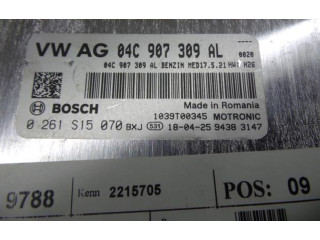 VW AG 04C 907 309 AL 0020
04C 907 309 AL BENZIN MED17.5.21 HW: H26
BOSCH Made in Romania
1039T00345 MOTRONIC
0 261 S15 070 BXJ 531 18-04-25 9438 3147
9788 Kenn 2215705 POS: 09